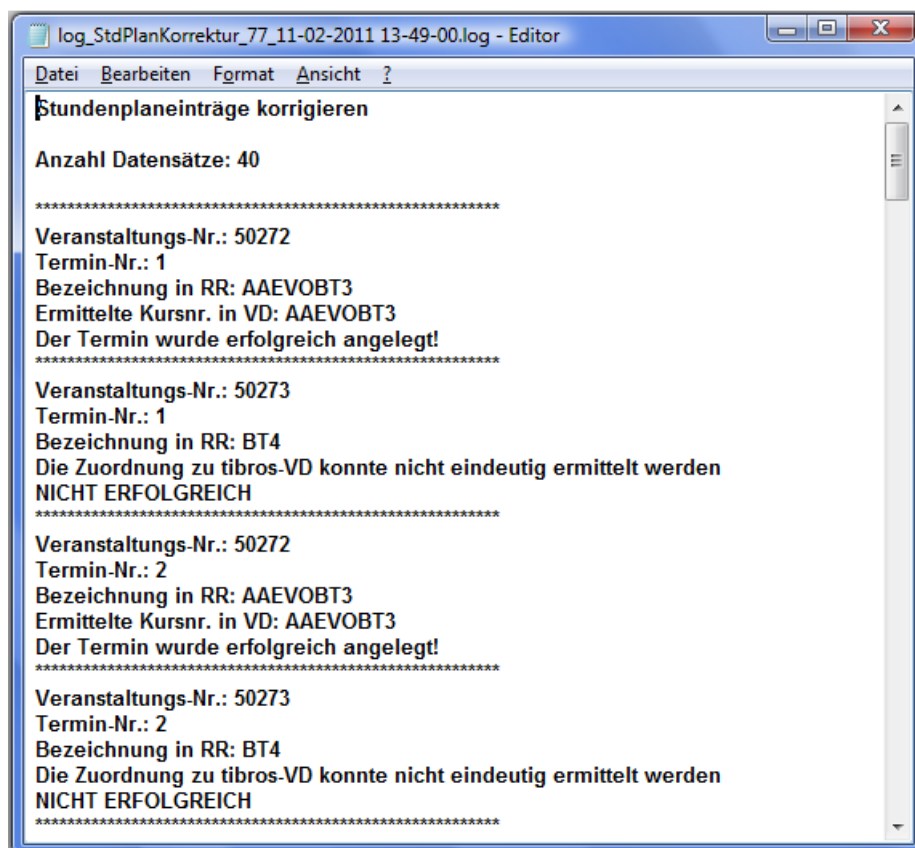 log_StdPlanKorrektur_77_11-02-2011 13-49-00.log - Editor
Datei Bearbeiten Format Ansicht ?
Stundenplaneinträge korrigieren
Anzahl Datensätze: 40
**********************************************************
Veranstaltungs-Nr.: 50272
Termin-Nr.: 1
Bezeichnung in RR: AAEVOBT3
Ermittelte Kursnr. in VD: AAEVOBT3
Der Termin wurde erfolgreich angelegt!
**********************************************************
Veranstaltungs-Nr.: 50273
Termin-Nr.: 1
Bezeichnung in RR: BT4
Die Zuordnung zu tibros-VD konnte nicht eindeutig ermittelt werden
NICHT ERFOLGREICH
**********************************************************
Veranstaltungs-Nr.: 50272
Termin-Nr.: 2
Bezeichnung in RR: AAEVOBT3
Ermittelte Kursnr. in VD: AAEVOBT3
Der Termin wurde erfolgreich angelegt!
**********************************************************
Veranstaltungs-Nr.: 50273
Termin-Nr.: 2
Bezeichnung in RR: BT4
Die Zuordnung zu tibros-VD konnte nicht eindeutig ermittelt werden
NICHT ERFOLGREICH
**********************************************************